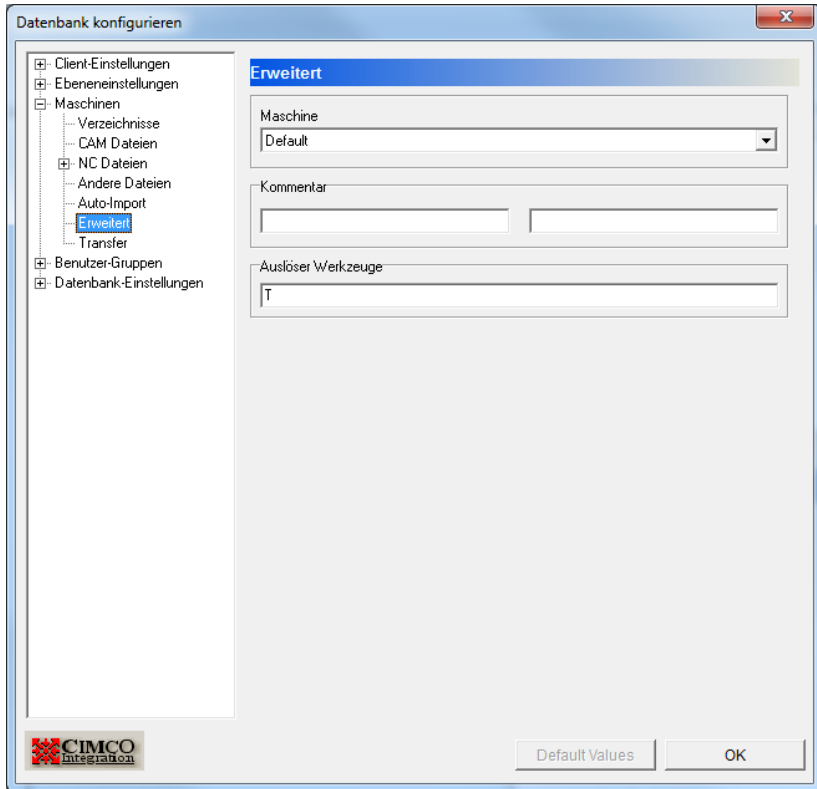 Datenbank konfigurieren
x
Client-Einstellungen
Ebeneneinstellungen
Maschinen
Verzeichnisse
CAM Dateien
NC Dateien
Andere Dateien
Auto-Import
Erweitert
Transfer
Benutzer-Gruppen
Datenbank-Einstellungen
Erweitert
Maschine
Default
Kommentar
Auslöser Werkzeuge
T
CIMCO
Integration
Default Values
OK